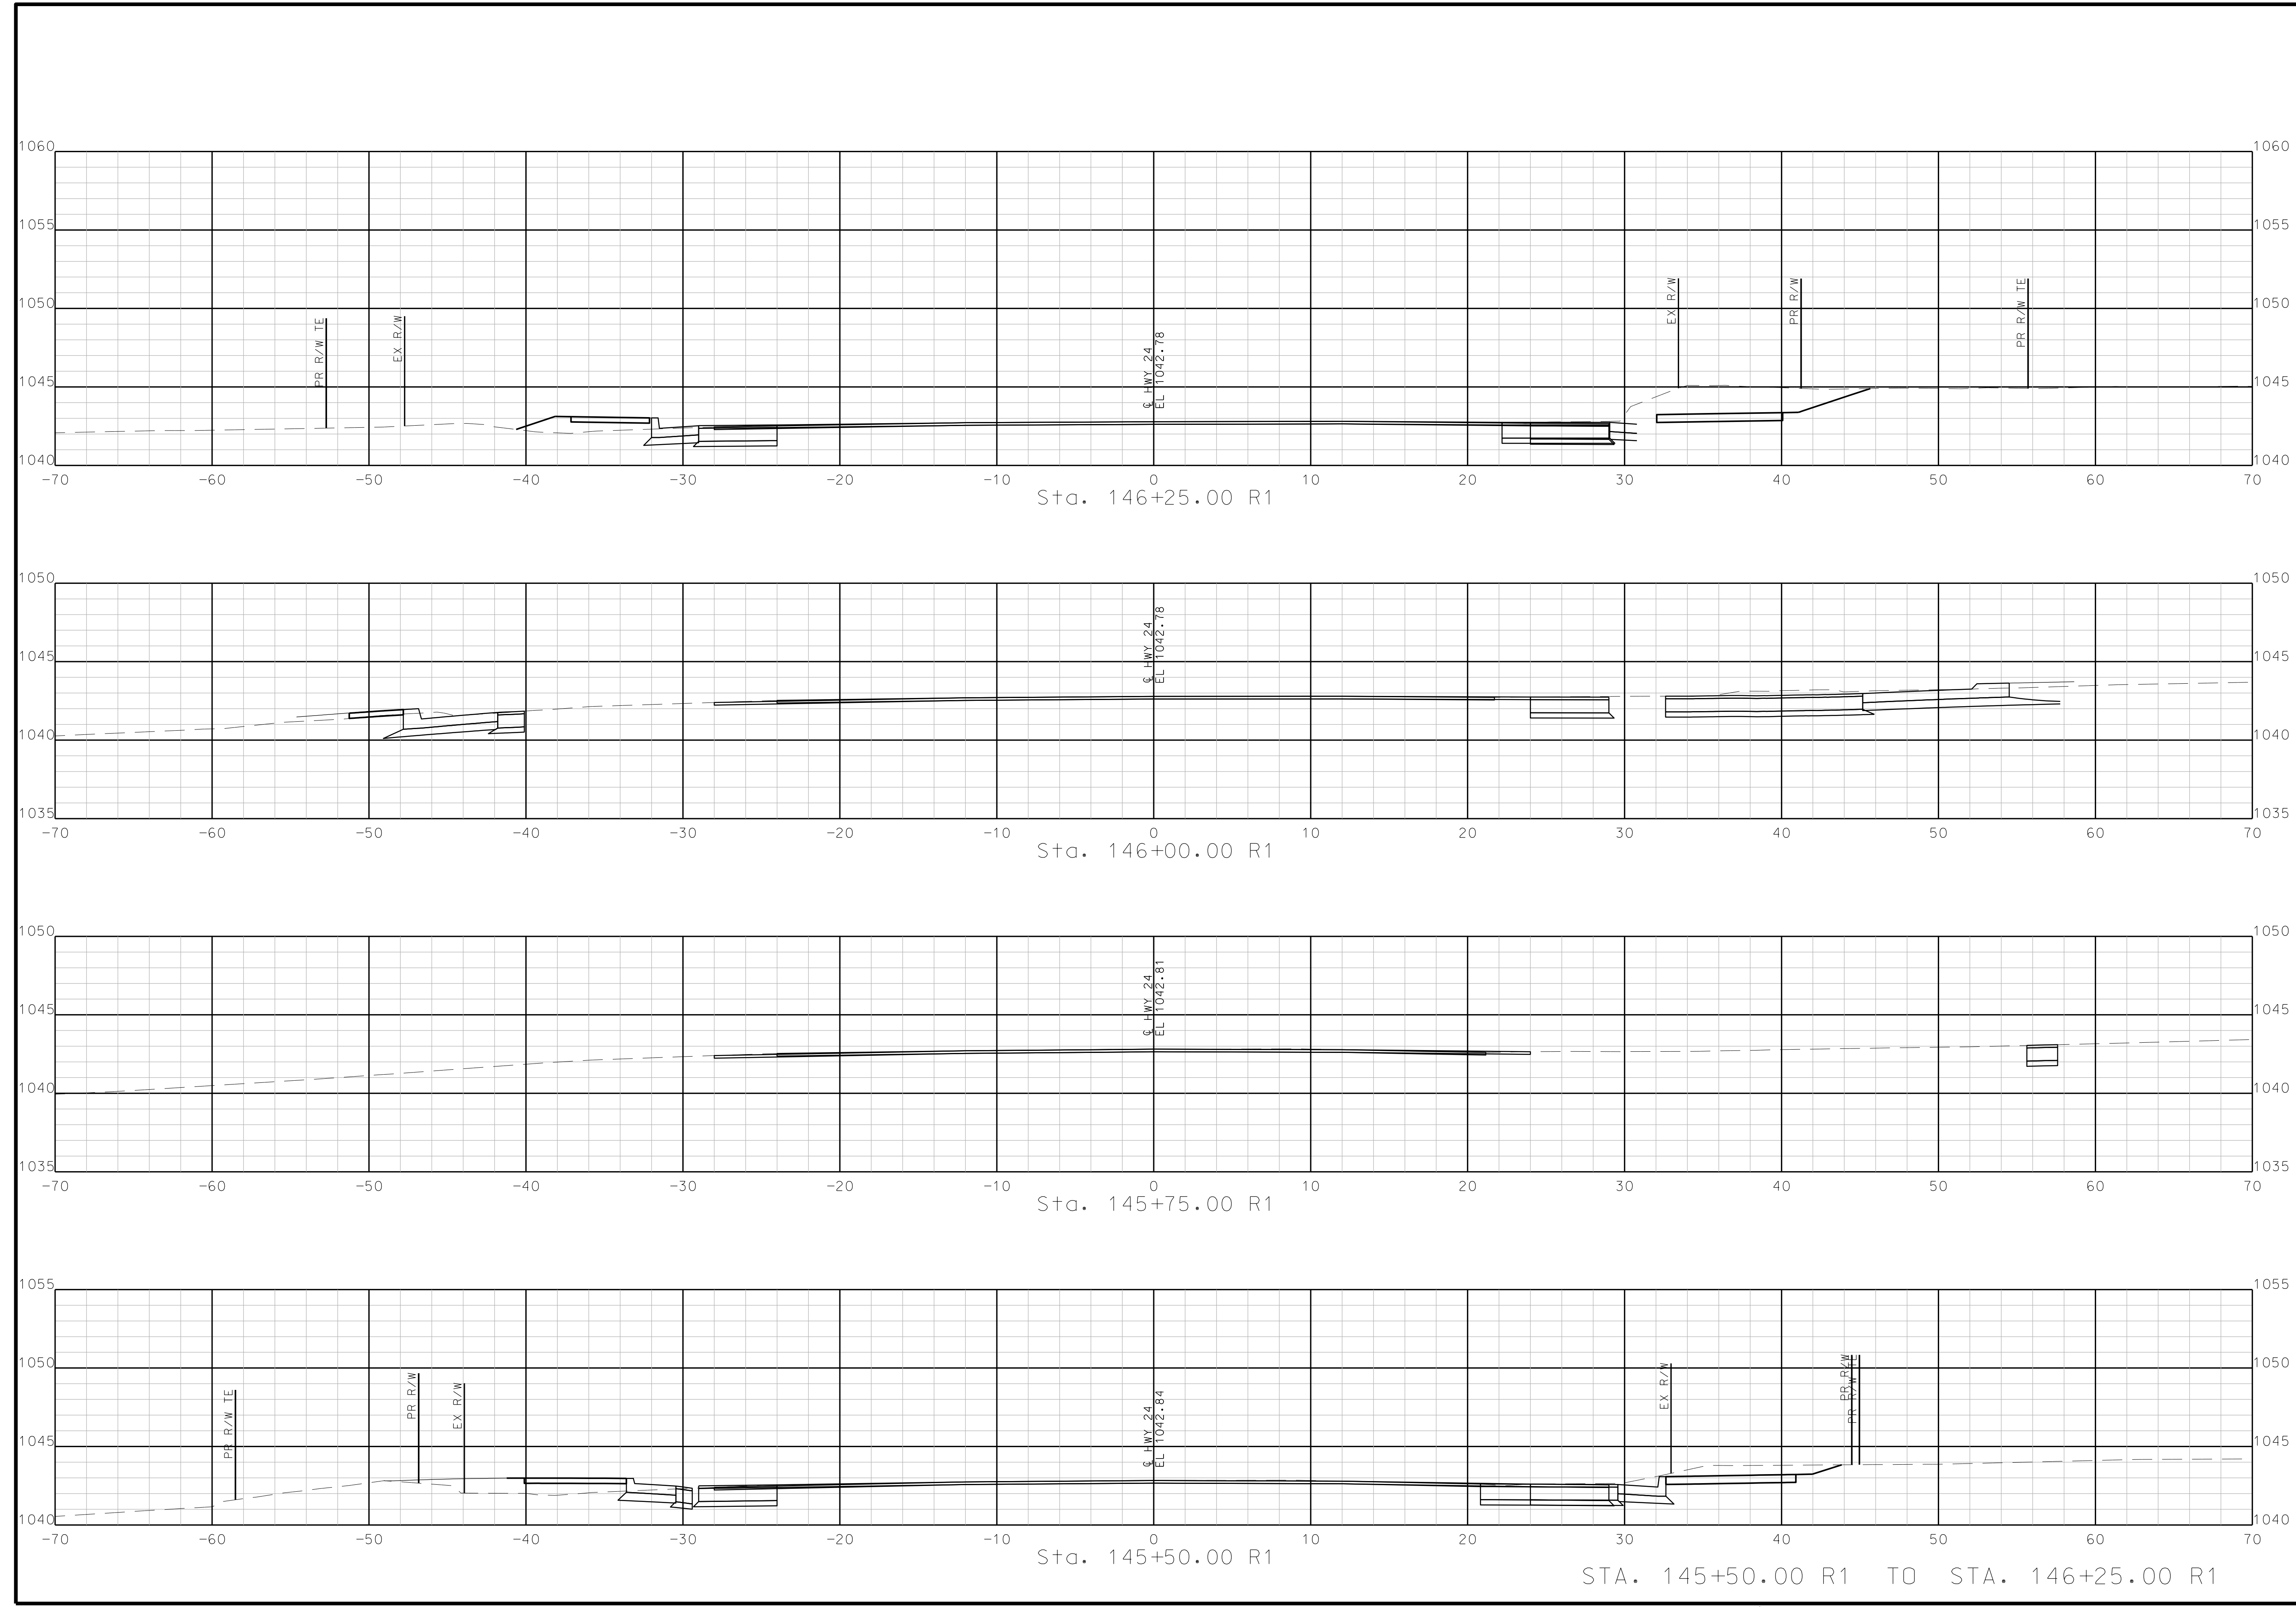 1060 1060
1055 1055
1050 1050
1045 1045
1040 1040
PR R/W TE
EX R/W
℄ HWY 24
EL 1042.78
EX R/W
PR R/W
PR R/W TE
-70 -60 -50 -40 -30 -20 -10 0 10 20 30 40 50 60 70
Sta. 146+25.00 R1
1050 1050
1045 1045
1040 1040
1035 1035
℄ HWY 24
EL 1042.78
-70 -60 -50 -40 -30 -20 -10 0 10 20 30 40 50 60 70
Sta. 146+00.00 R1
1050 1050
1045 1045
1040 1040
1035 1035
℄ HWY 24
EL 1042.81
-70 -60 -50 -40 -30 -20 -10 0 10 20 30 40 50 60 70
Sta. 145+75.00 R1
1055 1055
1050 1050
1045 1045
1040 1040
PR R/W TE
PR R/W
EX R/W
℄ HWY 24
EL 1042.84
EX R/W
PR R/W
PR R/W TE
-70 -60 -50 -40 -30 -20 -10 0 10 20 30 40 50 60 70
Sta. 145+50.00 R1
STA. 145+50.00 R1 TO STA. 146+25.00 R1